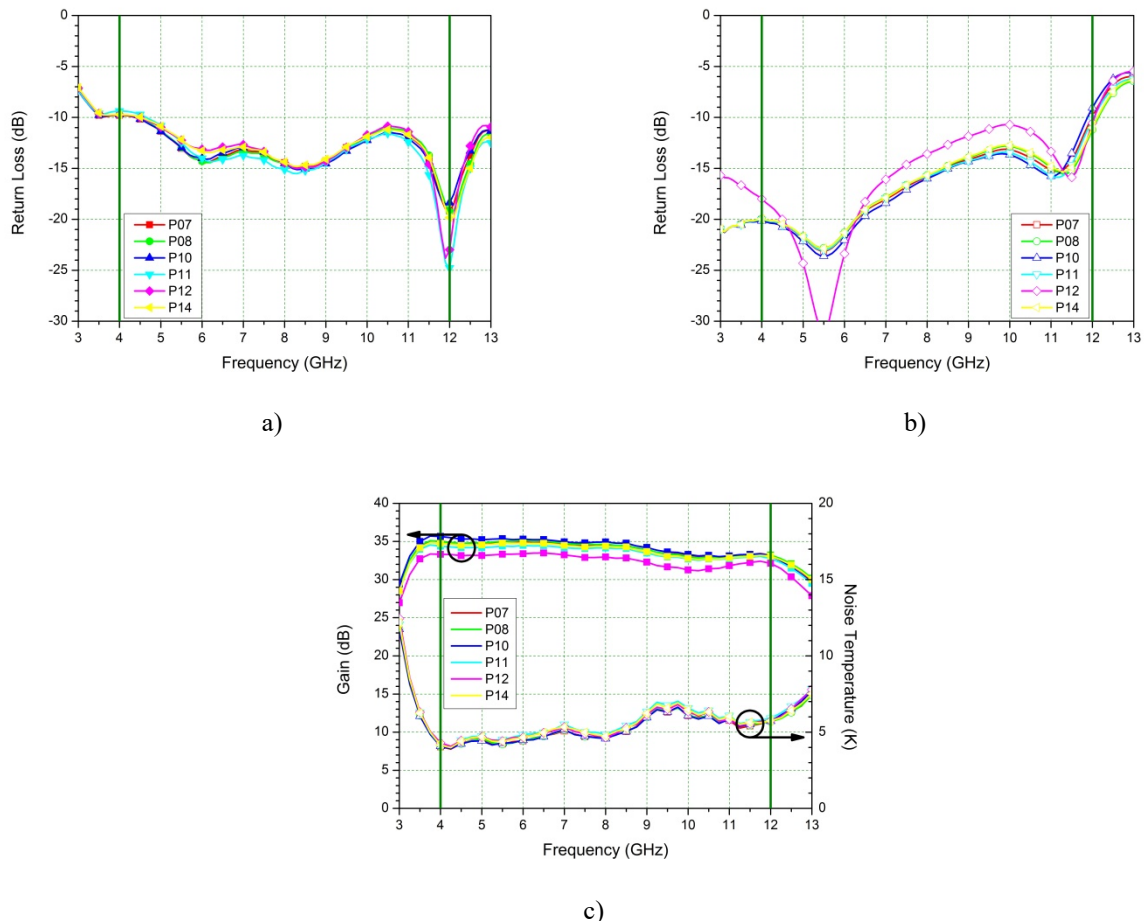 0
-5
-10
-15
-20
-25
-30
Return Loss (dB)
P07
P08
P10
P11
P12
P14
3 4 5 6 7 8 9 10 11 12 13
Frequency (GHz)
a)
0
-5
-10
-15
-20
-25
-30
Return Loss (dB)
P07
P08
P10
P11
P12
P14
3 4 5 6 7 8 9 10 11 12 13
Frequency (GHz)
b)
40
35
30
25
20
15
10
5
0
Gain (dB)
P07
P08
P10
P11
P12
P14
20
15
10
5
0
Noise Temperature (K)
3 4 5 6 7 8 9 10 11 12 13
Frequency (GHz)
c)